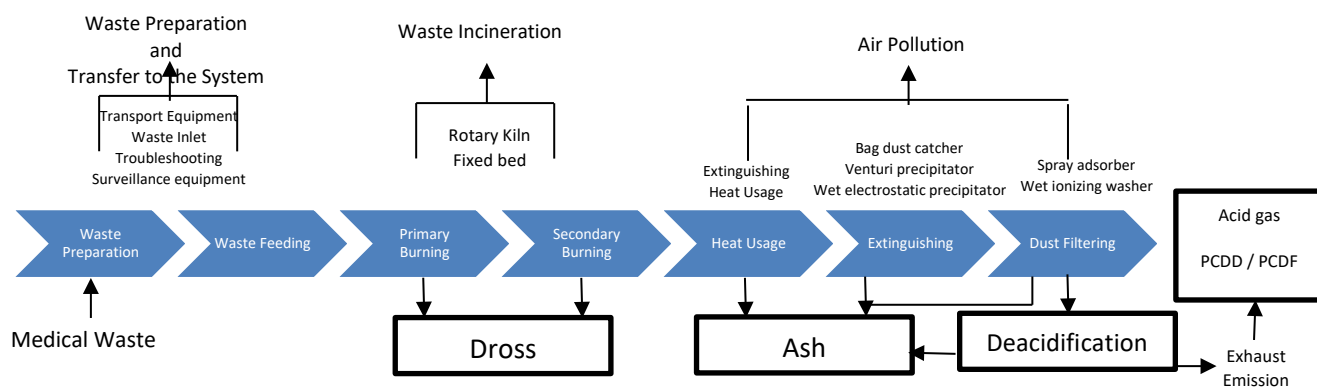 Waste Preparation
and
Transfer to the System
Waste Incineration
Air Pollution
Transport Equipment
Waste Inlet
Troubleshooting
Surveillance equipment
Rotary Kiln
Fixed bed
Extinguishing
Heat Usage
Bag dust catcher
Venturi precipitator
Wet electrostatic precipitator
Spray adsorber
Wet ionizing washer
Waste
Preparation
Waste Feeding
Primary
Burning
Secondary
Burning
Heat Usage
Extinguishing
Dust Filtering
Acid gas
PCDD / PCDF
Medical Waste
Dross
Ash
Deacidification
Exhaust
Emission